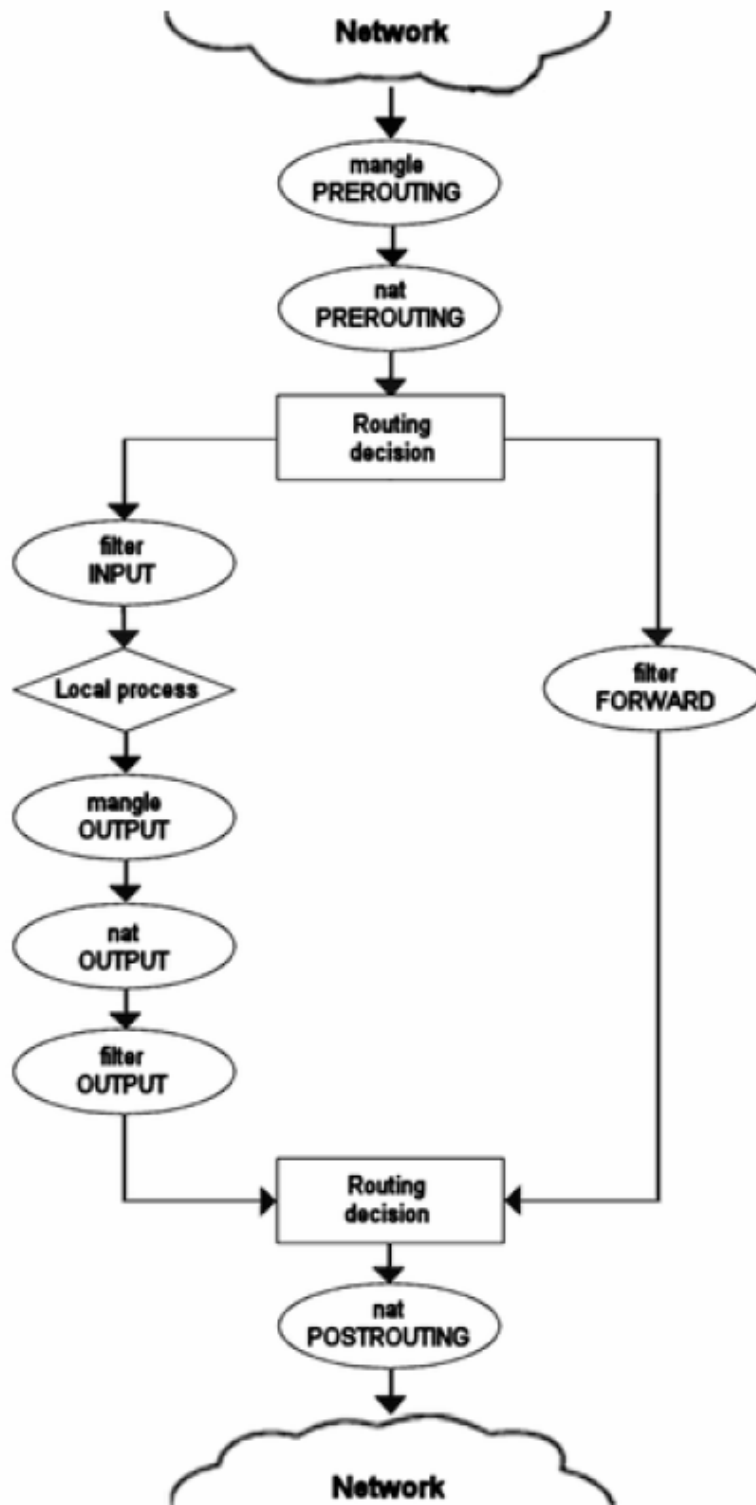 Network
mangle
PREROUTING
nat
PREROUTING
Routing
decision
filter
INPUT
Local process
filter
FORWARD
mangle
OUTPUT
nat
OUTPUT
filter
OUTPUT
Routing
decision
nat
POSTROUTING
Network